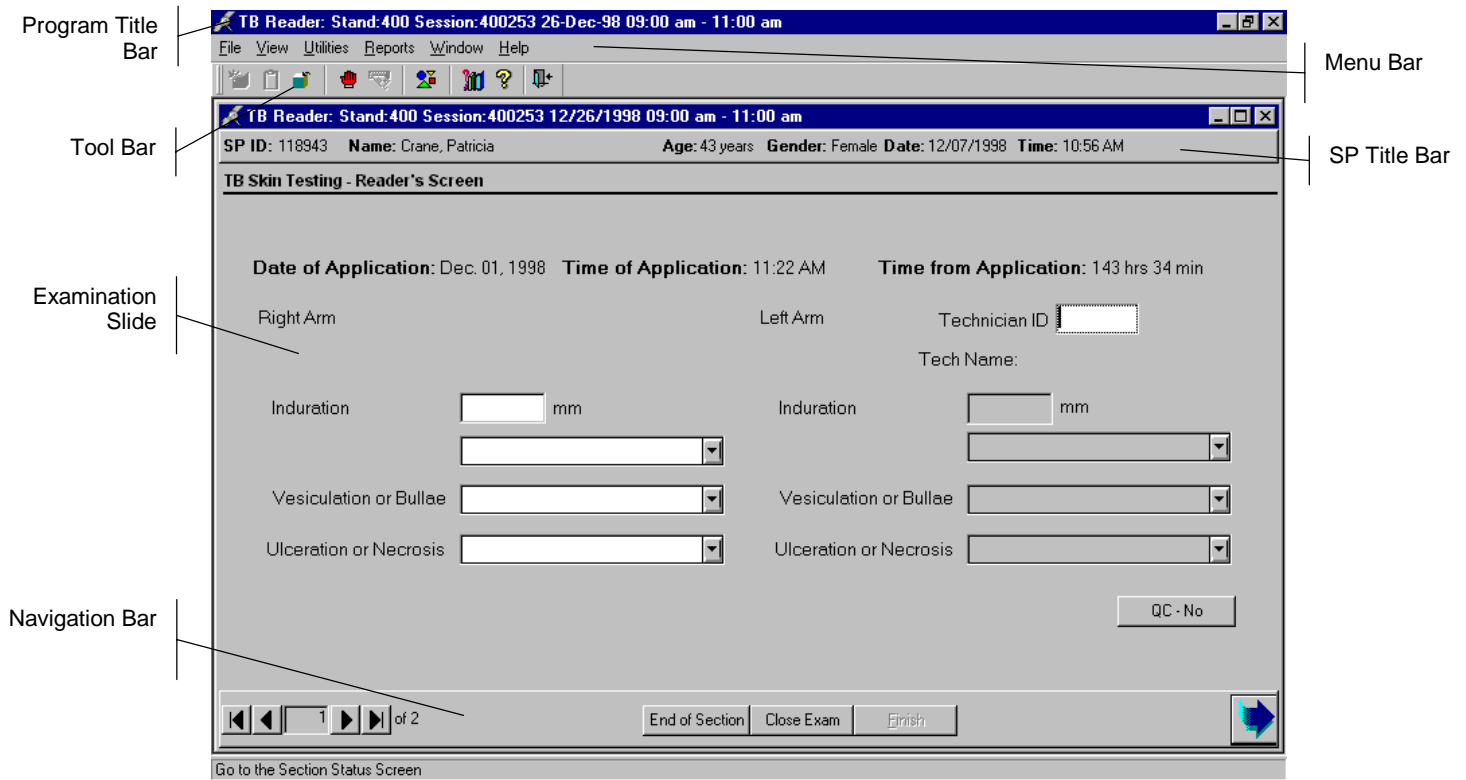 Program Title
Bar
TB Reader: Stand:400 Session:400253 26-Dec-98 09:00 am - 11:00 am
File View Utilities Reports Window Help
Menu Bar
Tool Bar
TB Reader: Stand:400 Session:400253 12/26/1998 09:00 am - 11:00 am
SP ID: 118943 Name: Crane, Patricia Age: 43 years Gender: Female Date: 12/07/1998 Time: 10:56 AM
SP Title Bar
TB Skin Testing - Reader's Screen
Date of Application: Dec. 01, 1998 Time of Application: 11:22 AM Time from Application: 143 hrs 34 min
Examination
Slide
Right Arm Left Arm Technician ID
Tech Name:
Induration mm Induration mm
Vesiculation or Bullae Vesiculation or Bullae
Ulceration or Necrosis Ulceration or Necrosis
Navigation Bar
QC - No
1 of 2 End of Section Close Exam Finish
Go to the Section Status Screen